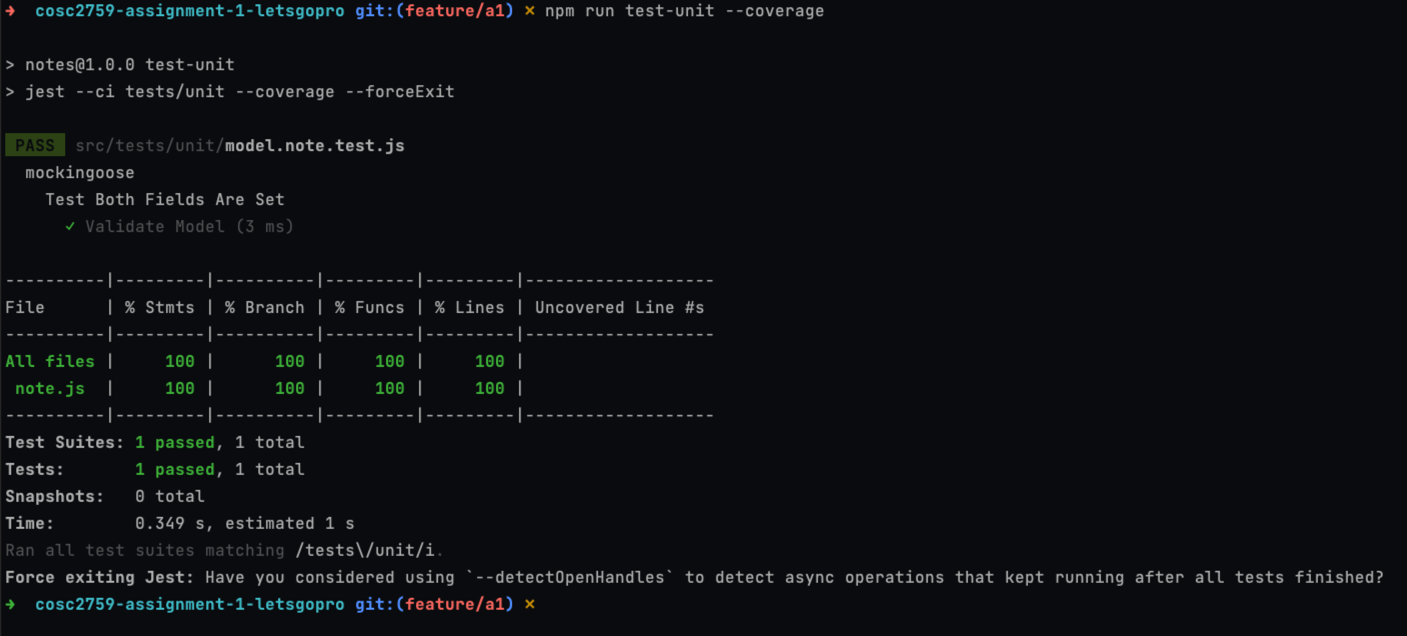 → cosc2759-assignment-1-letsgopro git:(feature/a1) ✗ npm run test-unit --coverage
> notes@1.0.0 test-unit
> jest --ci tests/unit --coverage --forceExit
PASS src/tests/unit/model.note.test.js
mockingoose
Test Both Fields Are Set
✓ Validate Model (3 ms)
----------|---------|----------|---------|---------|-------------------
File      | % Stmts | % Branch | % Funcs | % Lines | Uncovered Line #s
----------|---------|----------|---------|---------|-------------------
All files |     100 |      100 |     100 |     100 |
 note.js  |     100 |      100 |     100 |     100 |
----------|---------|----------|---------|---------|-------------------
Test Suites: 1 passed, 1 total
Tests:       1 passed, 1 total
Snapshots:   0 total
Time:        0.349 s, estimated 1 s
Ran all test suites matching /tests\/unit/i.
Force exiting Jest: Have you considered using `--detectOpenHandles` to detect async operations that kept running after all tests finished?
→ cosc2759-assignment-1-letsgopro git:(feature/a1) ✗